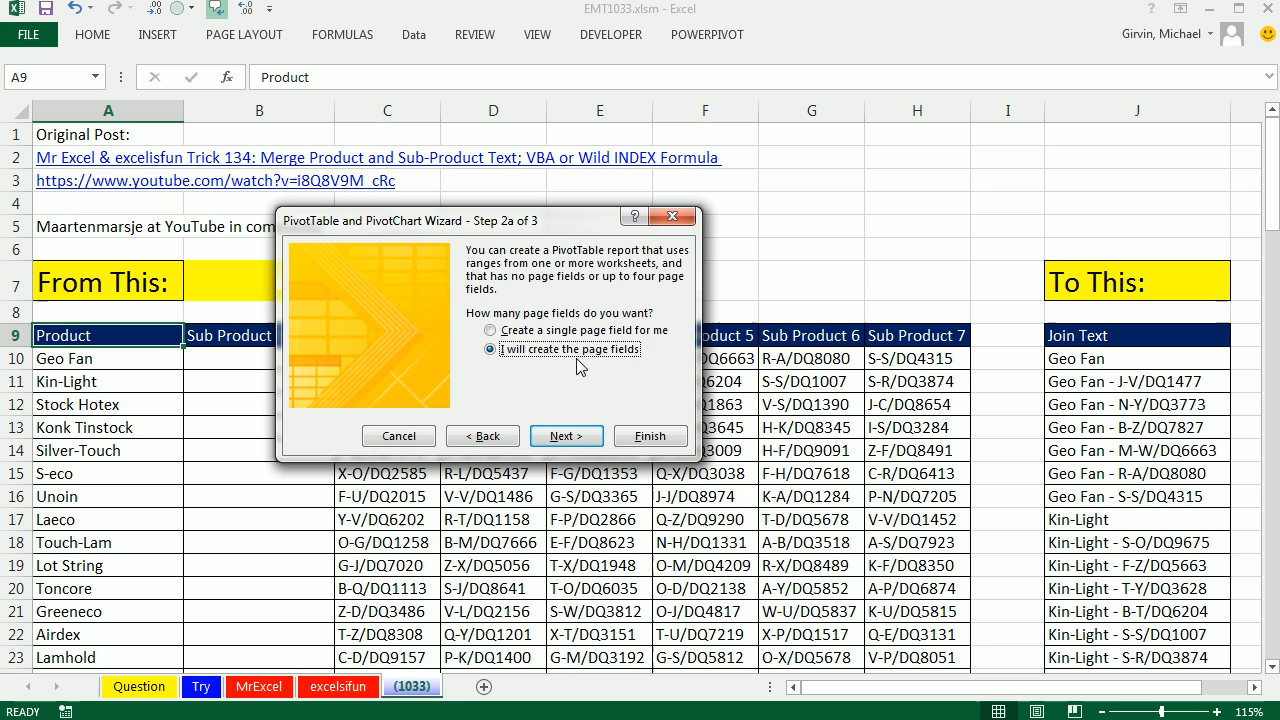 EMT1033.xlsm - Excel
FILE HOME INSERT PAGE LAYOUT FORMULAS Data REVIEW VIEW DEVELOPER POWERPIVOT Girvin, Michael
A9 Product
A B C D E F G H I J
1 Original Post:
2 Mr Excel & excelisfun Trick 134: Merge Product and Sub-Product Text; VBA or Wild INDEX Formula
3 https://www.youtube.com/watch?v=i8Q8V9M_cRc
4
5 Maartenmarsje at YouTube in com
6
7 From This: To This:
8
PivotTable and PivotChart Wizard - Step 2a of 3
You can create a PivotTable report that uses
ranges from one or more worksheets, and
that has no page fields or up to four page
fields.
How many page fields do you want?
Create a single page field for me
I will create the page fields
Cancel < Back Next > Finish
9 Product Sub Product oduct 5 Sub Product 6 Sub Product 7 Join Text
10 Geo Fan DQ6663 R-A/DQ8080 S-S/DQ4315 Geo Fan
11 Kin-Light 6204 S-S/DQ1007 S-R/DQ3874 Geo Fan - J-V/DQ1477
12 Stock Hotex Q1863 V-S/DQ1390 J-C/DQ8654 Geo Fan - N-Y/DQ3773
13 Konk Tinstock 3645 H-K/DQ8345 I-S/DQ3284 Geo Fan - B-Z/DQ7827
14 Silver-Touch 3009 H-F/DQ9091 Z-F/DQ8491 Geo Fan - M-W/DQ6663
15 S-eco X-O/DQ2585 R-L/DQ5437 F-G/DQ1353 Q-X/DQ3038 F-H/DQ7618 C-R/DQ6413 Geo Fan - R-A/DQ8080
16 Unoin F-U/DQ2015 V-V/DQ1486 G-S/DQ3365 J-J/DQ8974 K-A/DQ1284 P-N/DQ7205 Geo Fan - S-S/DQ4315
17 Laeco Y-V/DQ6202 R-T/DQ1158 F-P/DQ2866 Q-Z/DQ9290 T-D/DQ5678 V-V/DQ1452 Kin-Light
18 Touch-Lam O-G/DQ1258 B-M/DQ7666 E-F/DQ8623 N-H/DQ1331 A-B/DQ3518 A-S/DQ7923 Kin-Light - S-O/DQ9675
19 Lot String G-J/DQ7020 Z-X/DQ5056 T-X/DQ1948 O-M/DQ4209 R-X/DQ8489 K-F/DQ8350 Kin-Light - F-Z/DQ5663
20 Toncore B-Q/DQ1113 S-J/DQ8641 T-O/DQ6035 O-D/DQ2138 A-Y/DQ5852 A-P/DQ6874 Kin-Light - T-Y/DQ3628
21 Greeneco Z-D/DQ3486 V-L/DQ2156 S-W/DQ3812 O-J/DQ4817 W-U/DQ5837 K-U/DQ5815 Kin-Light - B-T/DQ6204
22 Airdex T-Z/DQ8308 Q-Y/DQ1201 X-T/DQ3151 T-U/DQ7219 X-P/DQ1517 Q-E/DQ3131 Kin-Light - S-S/DQ1007
23 Lamhold C-D/DQ9157 P-K/DQ1400 G-M/DQ3192 G-S/DQ5812 O-X/DQ5678 V-P/DQ8051 Kin-Light - S-R/DQ3874
Question Try MrExcel excelsifun (1033)
READY 115%